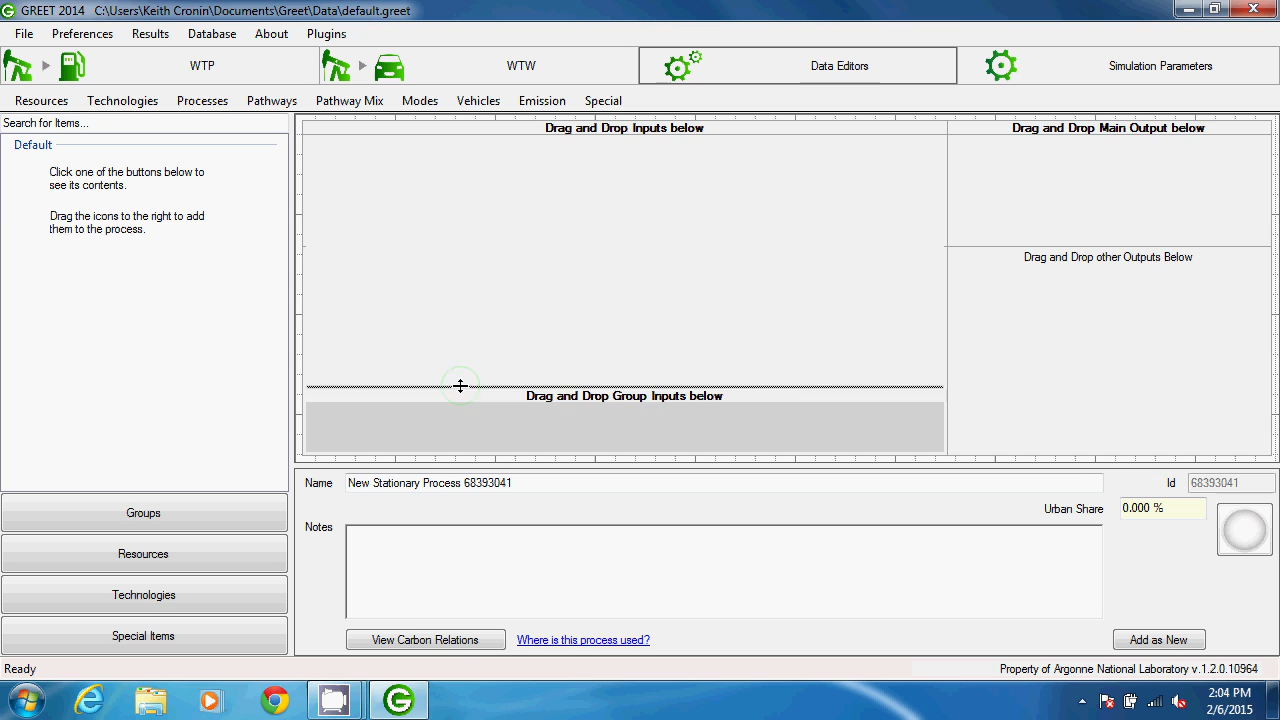 GREET 2014 C:\Users\Keith Cronin\Documents\Greet\Data\default.greet
File Preferences Results Database About Plugins
WTP WTW Data Editors Simulation Parameters
Resources Technologies Processes Pathways Pathway Mix Modes Vehicles Emission Special
Search for Items...
Default
Click one of the buttons below to
see its contents.
Drag the icons to the right to add
them to the process.
Groups
Resources
Technologies
Special Items
Drag and Drop Inputs below
Drag and Drop Main Output below
Drag and Drop other Outputs Below
Drag and Drop Group Inputs below
Name New Stationary Process 68393041 Id 68393041
Urban Share 0.000 %
Notes
View Carbon Relations Where is this process used? Add as New
Ready Property of Argonne National Laboratory v.1.2.0.10964
2:04 PM
2/6/2015